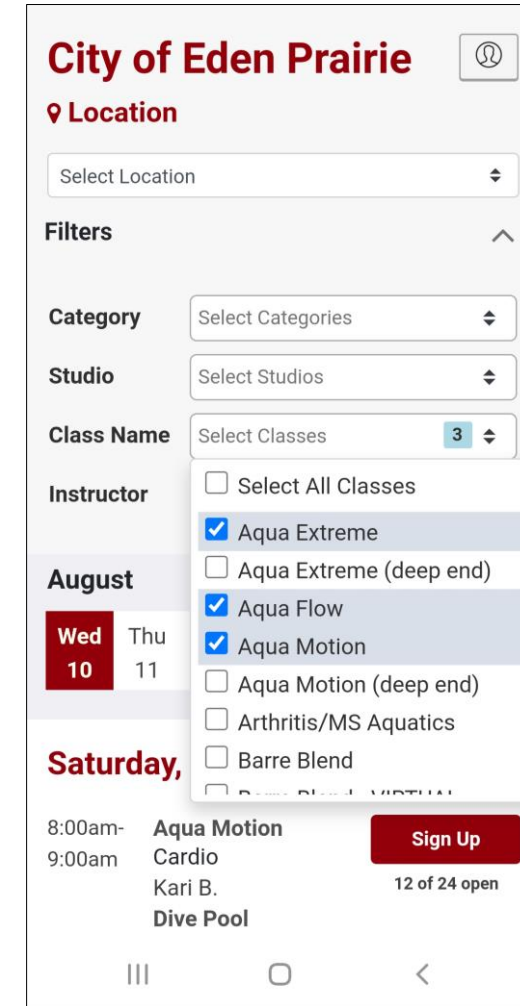 City of Eden Prairie
Location
Select Location
Filters
Category Select Categories
Studio Select Studios
Class Name Select Classes 3
Instructor
Select All Classes
Aqua Extreme
Aqua Extreme (deep end)
Aqua Flow
Aqua Motion
Aqua Motion (deep end)
Arthritis/MS Aquatics
Barre Blend
August
Wed Thu
10 11
Saturday,
8:00am- Aqua Motion
9:00am Cardio
Kari B.
Dive Pool
Sign Up
12 of 24 open